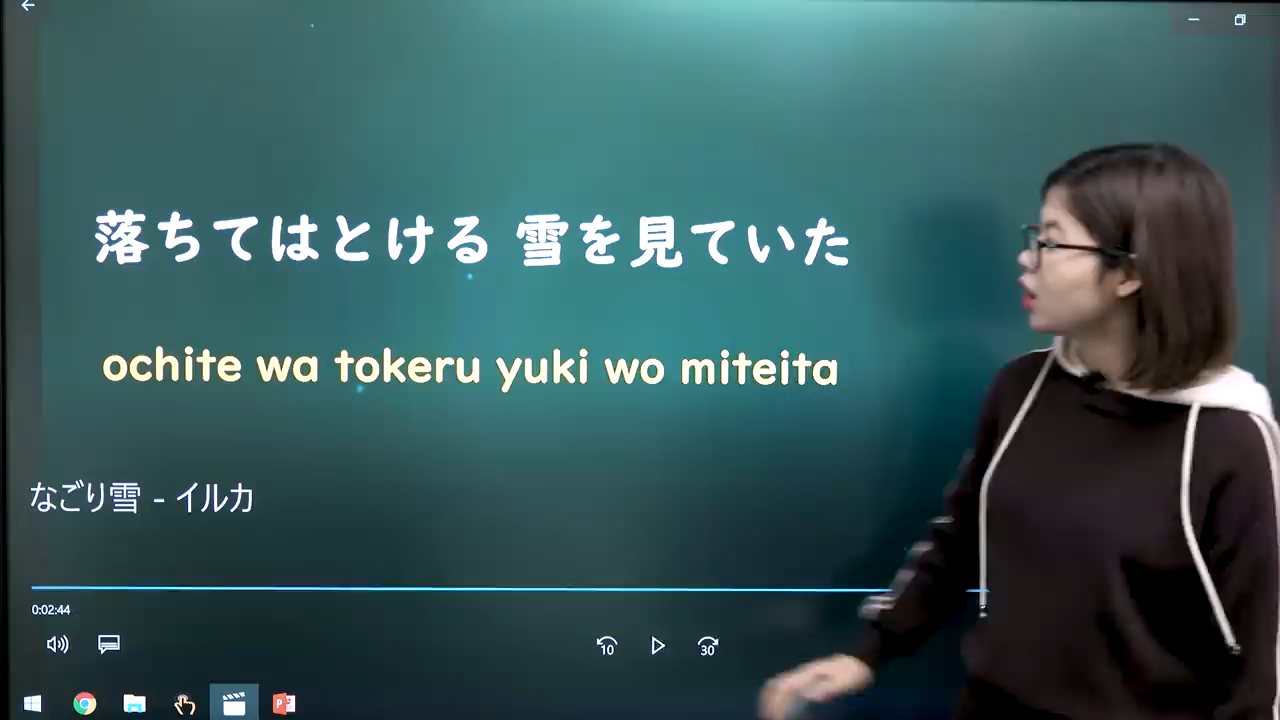 落ちてはとける 雪を見ていた
ochite wa tokeru yuki wo miteita
なごり雪 - イルカ
0:02:44
10
30